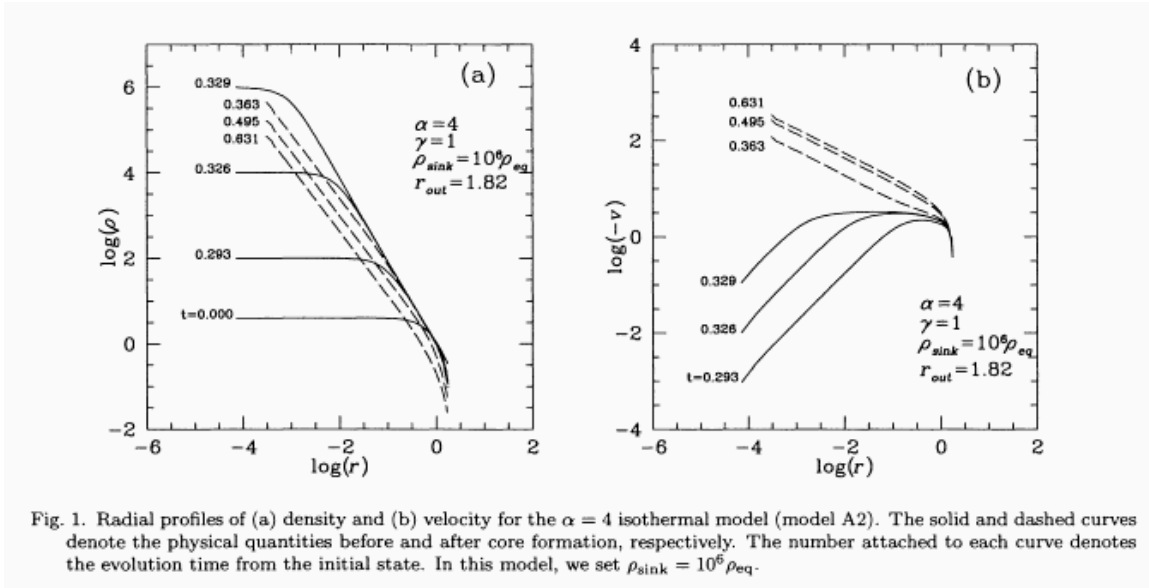 (a)
6
4
2
0
−2
log(ρ)
0.329
0.363
0.495
0.631
0.326
0.293
t=0.000
α=4
γ=1
ρsink=10⁶ρeq
rout=1.82
−6 −4 −2 0 2
log(r)
(b)
4
2
0
−2
−4
log(−v)
0.631
0.495
0.363
0.329
0.326
t=0.293
α=4
γ=1
ρsink=10⁶ρeq
rout=1.82
−6 −4 −2 0 2
log(r)
Fig. 1. Radial profiles of (a) density and (b) velocity for the α = 4 isothermal model (model A2). The solid and dashed curves
denote the physical quantities before and after core formation, respectively. The number attached to each curve denotes
the evolution time from the initial state. In this model, we set ρsink = 10⁶ρeq.